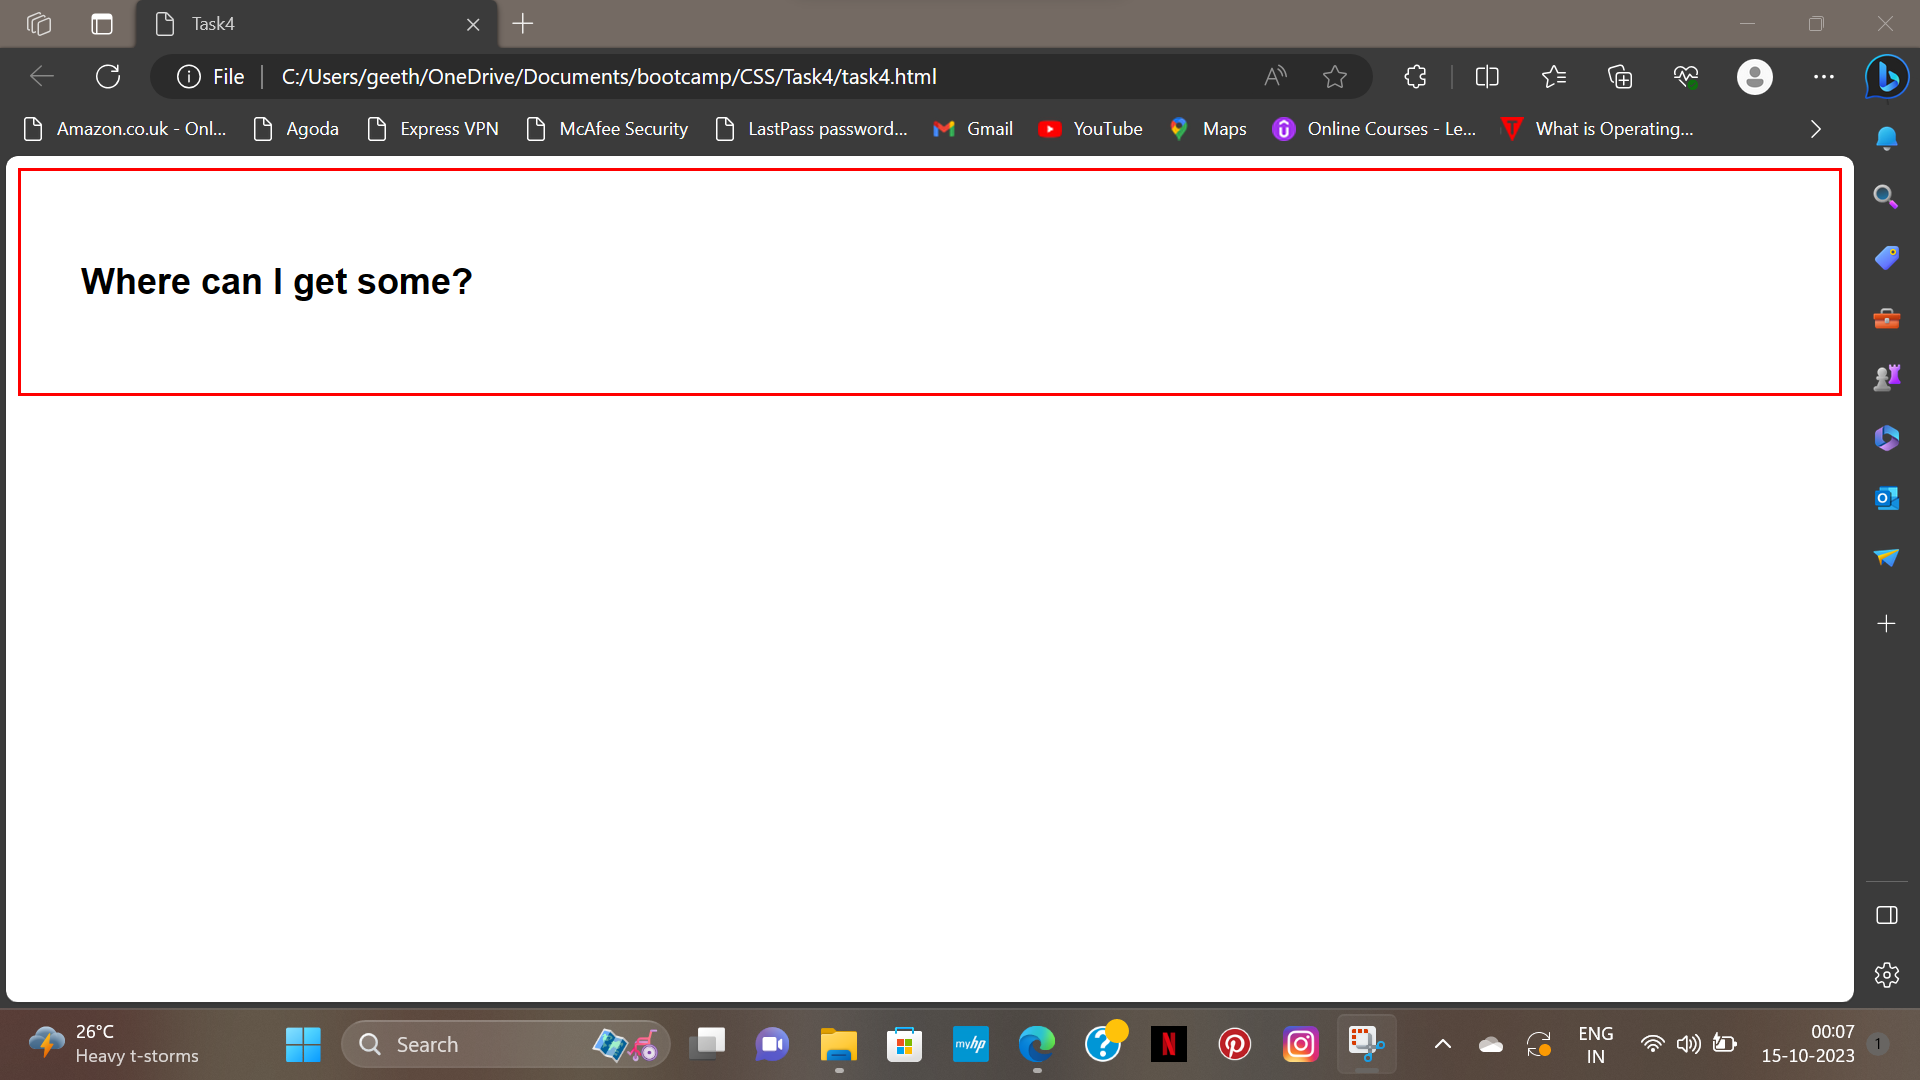 Task4
File
C:/Users/geeth/OneDrive/Documents/bootcamp/CSS/Task4/task4.html
Amazon.co.uk - Onl...
Agoda
Express VPN
McAfee Security
LastPass password...
Gmail
YouTube
Maps
Online Courses - Le...
What is Operating...
Where can I get some?
26°C
Heavy t-storms
Search
myhp
ENG
IN
00:07
15-10-2023
1